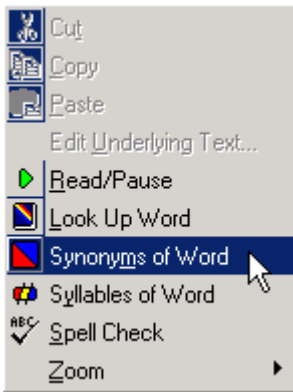 Cut
Copy
Paste
Edit Underlying Text...
Read/Pause
Look Up Word
Synonyms of Word
Syllables of Word
ABC Spell Check
Zoom